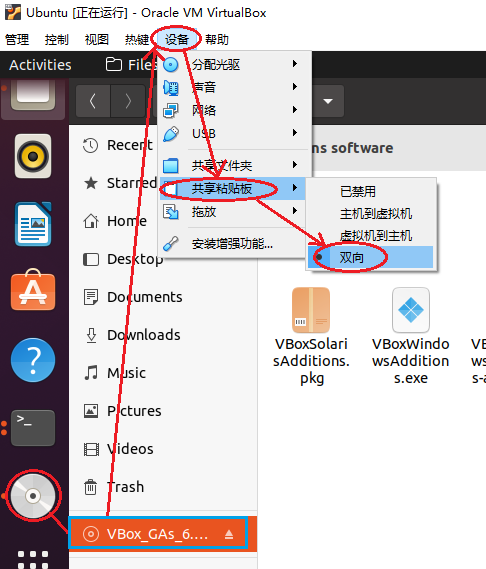 Ubuntu [正在运行] - Oracle VM VirtualBox
管理 控制 视图 热键 设备 帮助
Activities Files
分配光驱
声音
网络
USB
共享文件夹
共享粘贴板
拖放
安装增强功能...
已禁用
主机到虚拟机
虚拟机到主机
双向
Recent
Starred
Home
Desktop
Documents
Downloads
Music
Pictures
Videos
Trash
VBox_GAs_6....
ns software
VBoxSolari
sAdditions.
pkg
VBoxWindo
wsAddition
s.exe